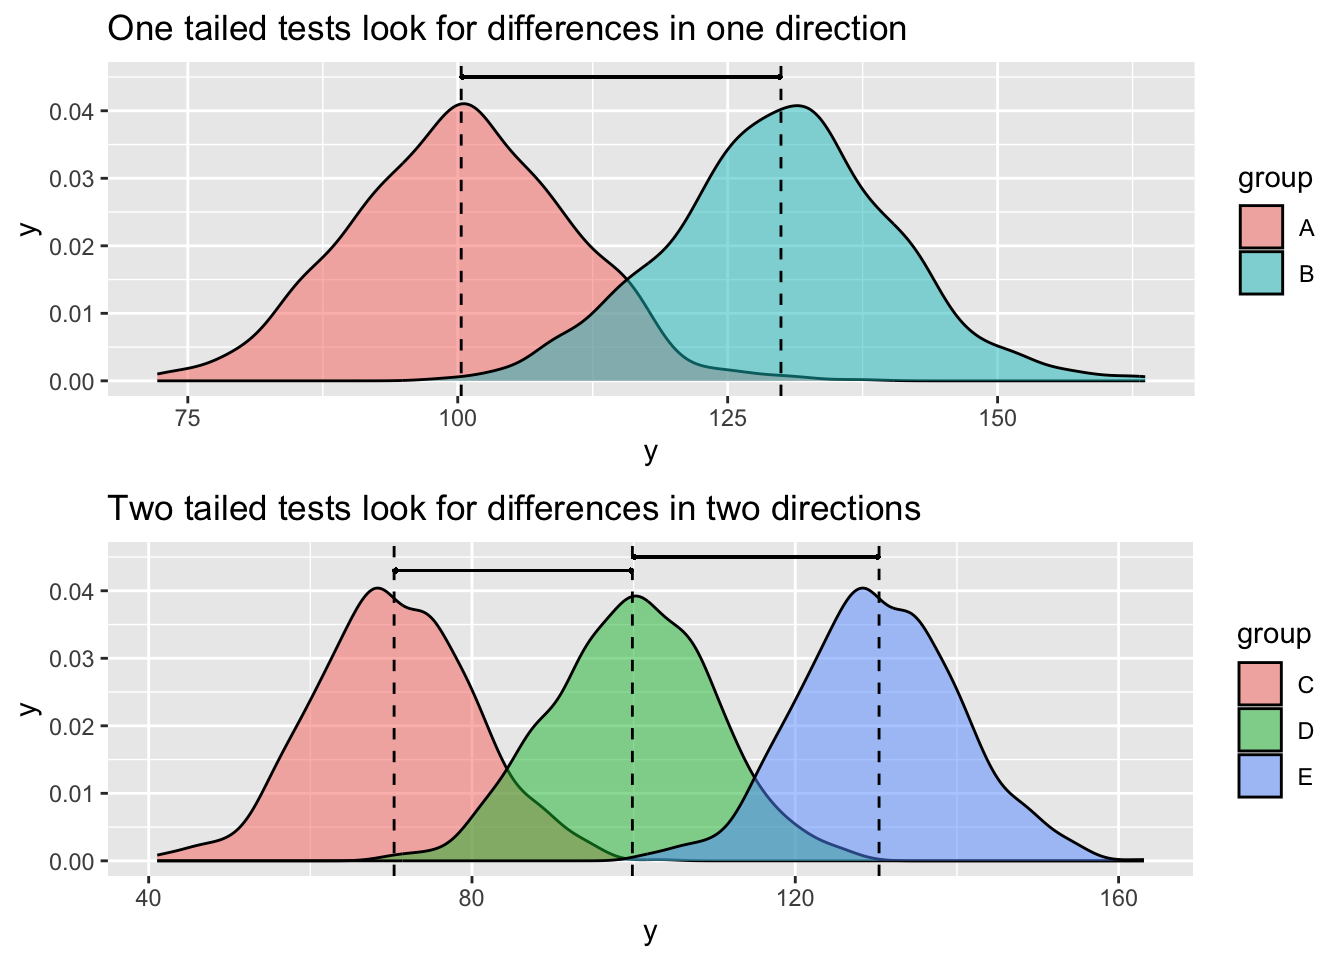 One tailed tests look for differences in one direction
0.04
0.03
0.02
0.01
0.00
y
75 100 125 150
y
group
A
B
Two tailed tests look for differences in two directions
0.04
0.03
0.02
0.01
0.00
y
40 80 120 160
y
group
C
D
E